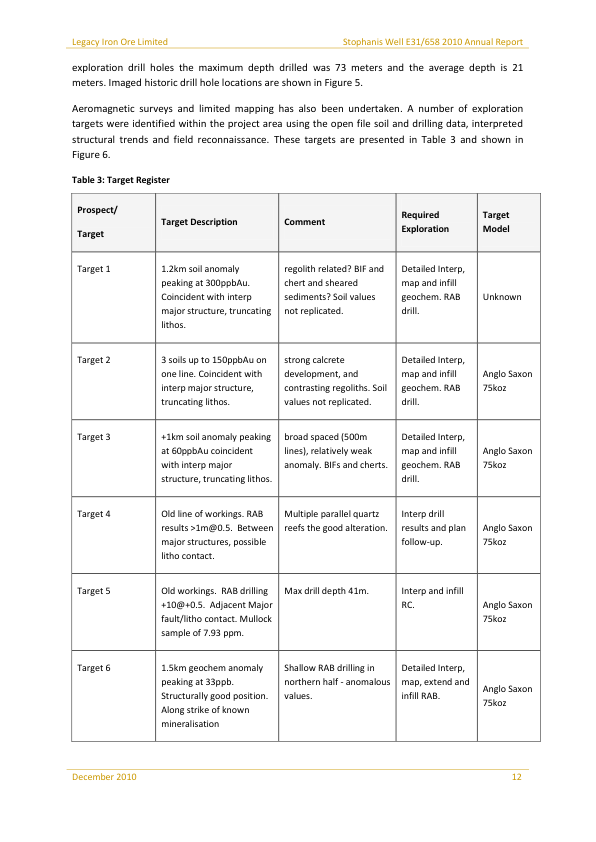 Legacy Iron Ore Limited Stophanis Well E31/658 2010 Annual Report
exploration drill holes the maximum depth drilled was 73 meters and the average depth is 21
meters. Imaged historic drill hole locations are shown in Figure 5.
Aeromagnetic surveys and limited mapping has also been undertaken. A number of exploration
targets were identified within the project area using the open file soil and drilling data, interpreted
structural trends and field reconnaissance. These targets are presented in Table 3 and shown in
Figure 6.
Table 3: Target Register
Prospect/
Target
Target Description
Comment
Required
Exploration
Target
Model
Target 1
1.2km soil anomaly
peaking at 300ppbAu.
Coincident with interp
major structure, truncating
lithos.
regolith related? BIF and
chert and sheared
sediments? Soil values
not replicated.
Detailed Interp,
map and infill
geochem. RAB
drill.
Unknown
Target 2
3 soils up to 150ppbAu on
one line. Coincident with
interp major structure,
truncating lithos.
strong calcrete
development, and
contrasting regoliths. Soil
values not replicated.
Detailed Interp,
map and infill
geochem. RAB
drill.
Anglo Saxon
75koz
Target 3
+1km soil anomaly peaking
at 60ppbAu coincident
with interp major
structure, truncating lithos.
broad spaced (500m
lines), relatively weak
anomaly. BIFs and cherts.
Detailed Interp,
map and infill
geochem. RAB
drill.
Anglo Saxon
75koz
Target 4
Old line of workings. RAB
results >1m@0.5. Between
major structures, possible
litho contact.
Multiple parallel quartz
reefs the good alteration.
Interp drill
results and plan
follow-up.
Anglo Saxon
75koz
Target 5
Old workings. RAB drilling
+10@+0.5. Adjacent Major
fault/litho contact. Mullock
sample of 7.93 ppm.
Max drill depth 41m.
Interp and infill
RC.
Anglo Saxon
75koz
Target 6
1.5km geochem anomaly
peaking at 33ppb.
Structurally good position.
Along strike of known
mineralisation
Shallow RAB drilling in
northern half - anomalous
values.
Detailed Interp,
map, extend and
infill RAB.
Anglo Saxon
75koz
December 2010 12